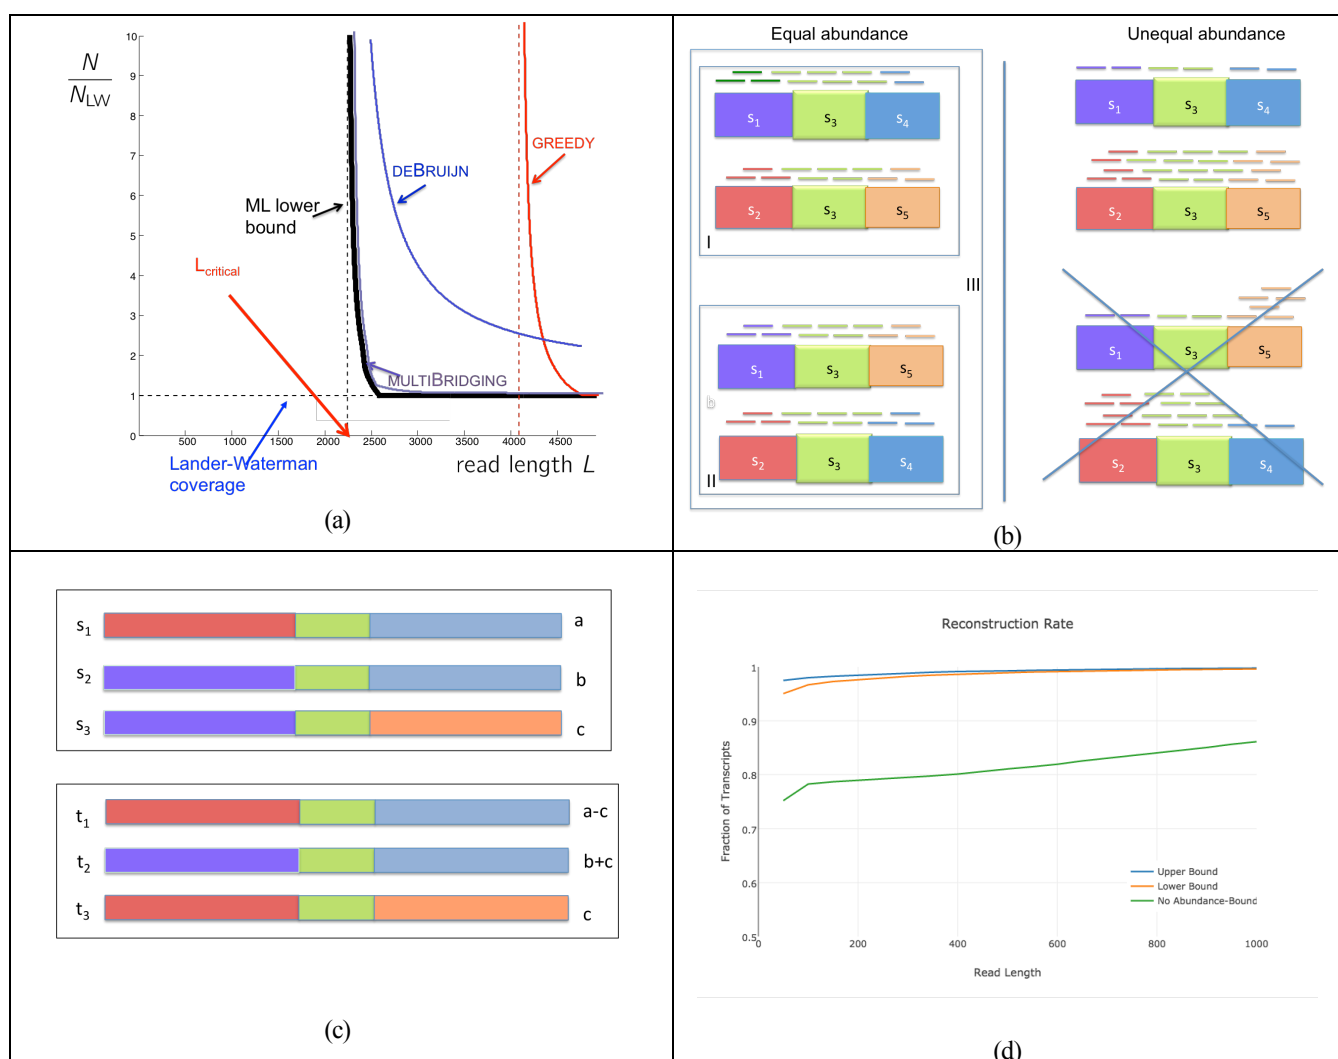 N
N_LW
10
9
8
7
6
5
4
3
2
1
0
500
1000
1500
2000
2500
3000
3500
4000
4500
GREEDY
DEBRUIJN
ML lower
bound
L_critical
MULTIBRIDGING
Lander-Waterman
coverage
read length L
(a)
Equal abundance
Unequal abundance
s1 s3 s4
s2 s3 s5
I
III
s1 s3 s5
b
s2 s3 s4
II
s1 s3 s4
s2 s3 s5
s1 s3 s5
s2 s3 s4
(b)
s1 a
s2 b
s3 c
t1 a-c
t2 b+c
t3 c
(c)
Reconstruction Rate
1
0.9
0.8
0.7
0.6
0.5
Fraction of Transcripts
Upper Bound
Lower Bound
No Abundance-Bound
0 200 400 600 800 1000
Read Length
(d)